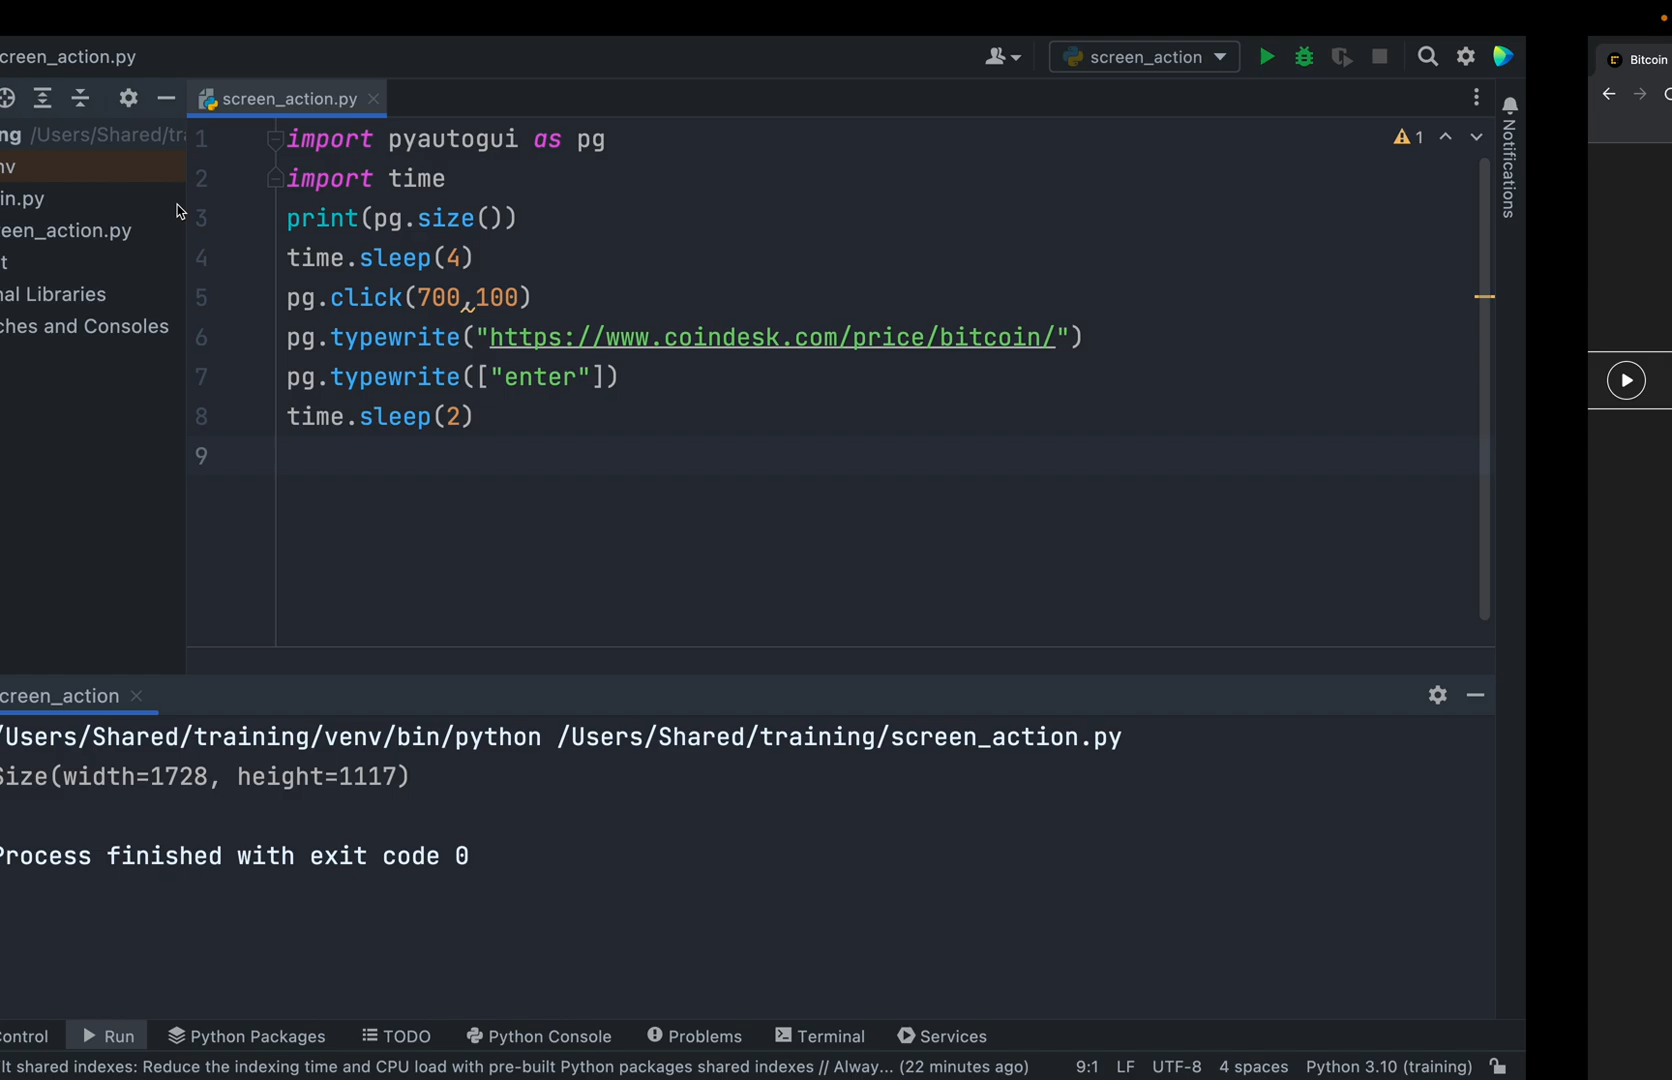 creen_action.py
screen_action
Bitcoin
screen_action.py
ng /Users/Shared/tra
nv
in.py
een_action.py
t
nal Libraries
ches and Consoles
1 import pyautogui as pg
2 import time
3 print(pg.size())
4 time.sleep(4)
5 pg.click(700,100)
6 pg.typewrite("https://www.coindesk.com/price/bitcoin/")
7 pg.typewrite(["enter"])
8 time.sleep(2)
9
1
Notifications
creen_action
/Users/Shared/training/venv/bin/python /Users/Shared/training/screen_action.py
Size(width=1728, height=1117)
Process finished with exit code 0
ontrol
Run
Python Packages
TODO
Python Console
Problems
Terminal
Services
lt shared indexes: Reduce the indexing time and CPU load with pre-built Python packages shared indexes // Alway... (22 minutes ago)
9:1
LF
UTF-8
4 spaces
Python 3.10 (training)